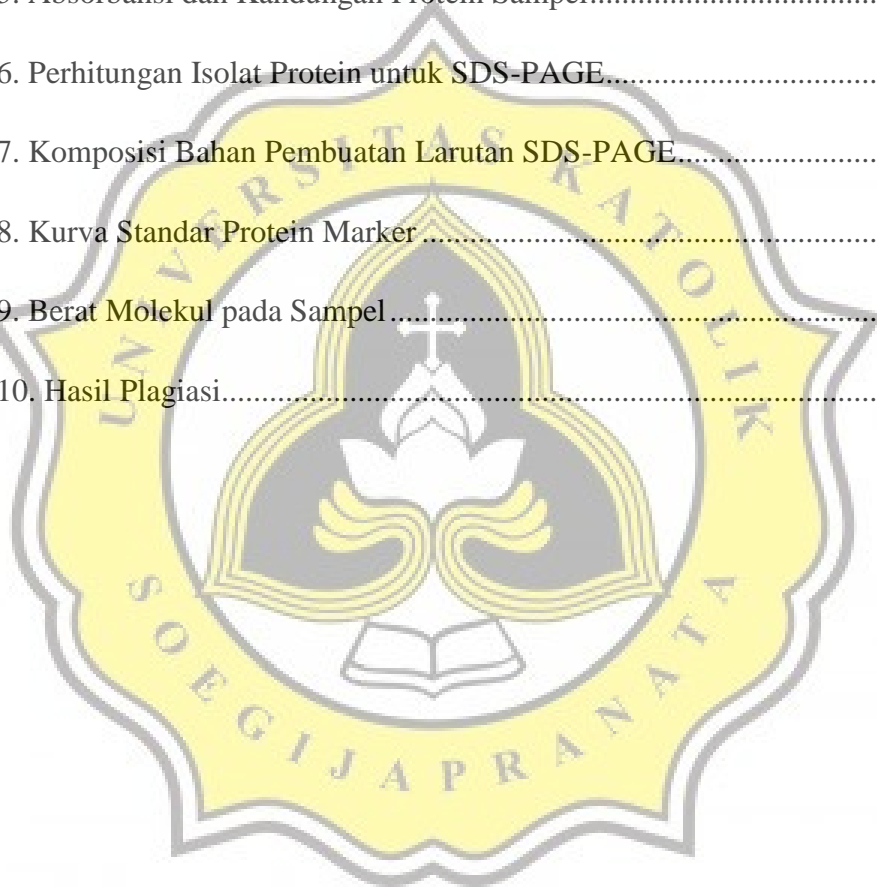 5. Absorbansi dan Kandungan Protein Sampel................................
6. Perhitungan Isolat Protein untuk SDS-PAGE................................
7. Komposisi Bahan Pembuatan Larutan SDS-PAGE........................
8. Kurva Standar Protein Marker........................................................
9. Berat Molekul pada Sampel............................................................
10. Hasil Plagiasi................................................................................
UNIVERSITAS KATOLIK
SOEGIJAPRANATA